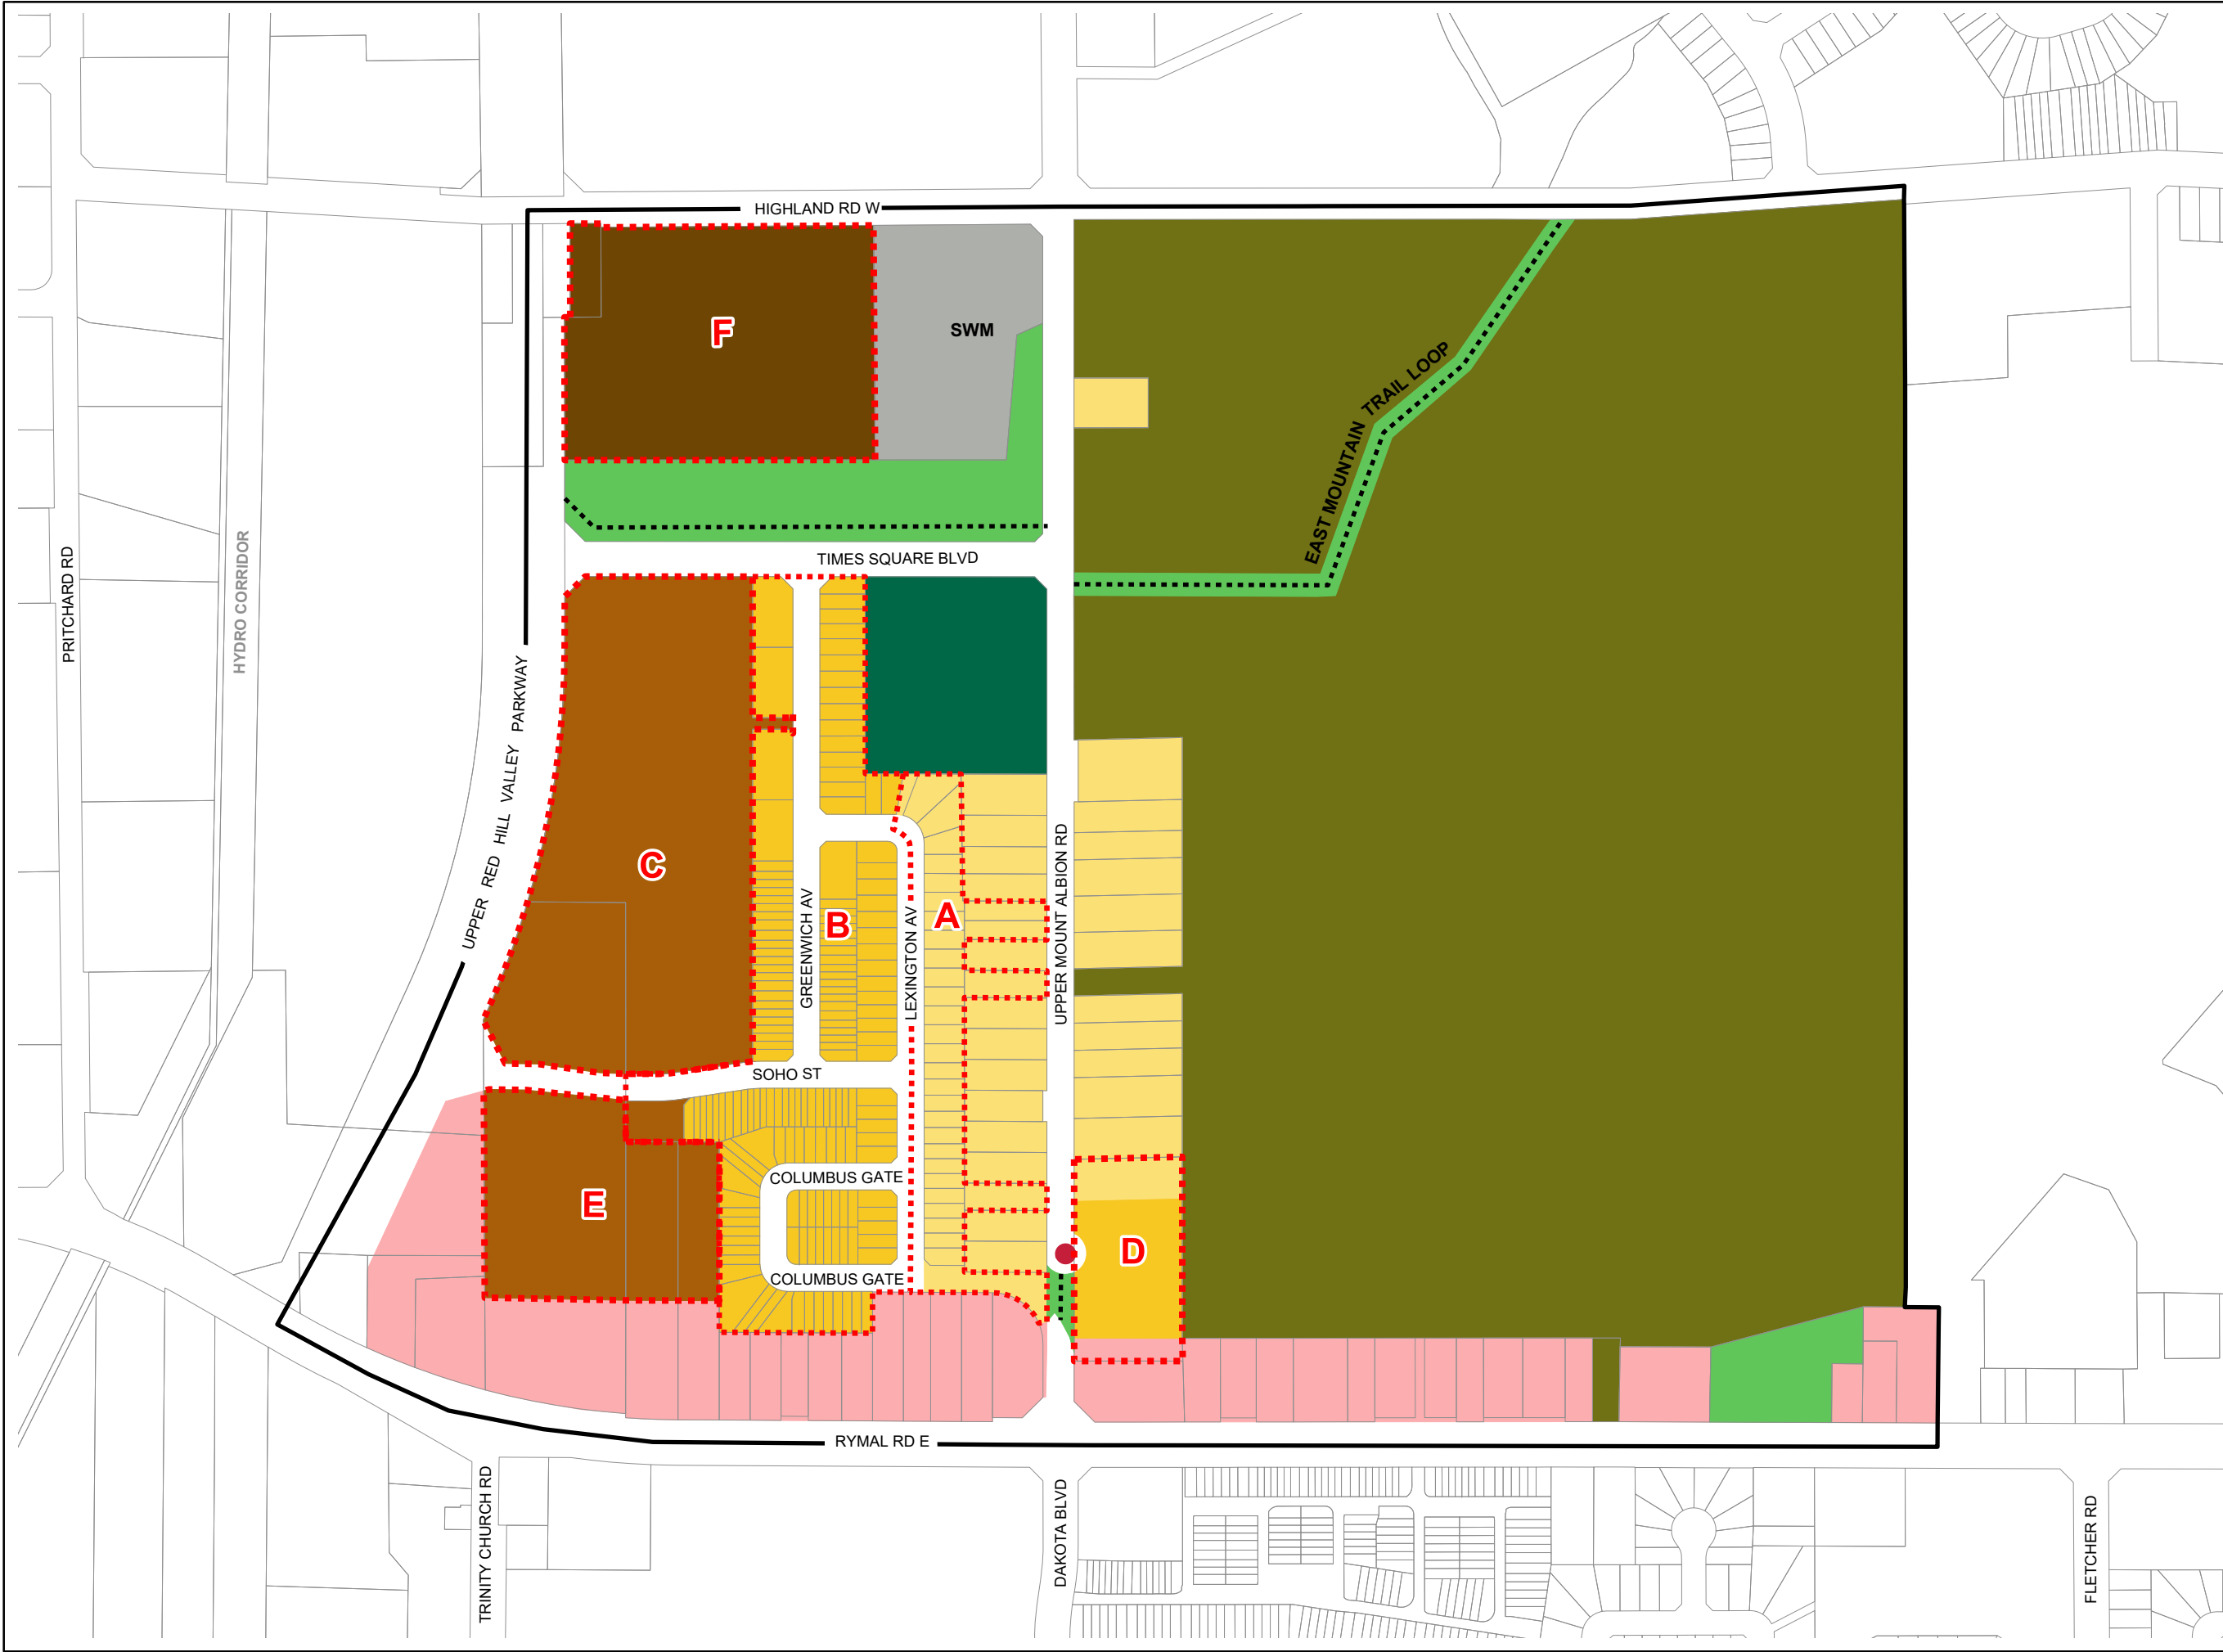 HIGHLAND RD W
F
SWM
EAST MOUNTAIN TRAIL LOOP
TIMES SQUARE BLVD
PRITCHARD RD
HYDRO CORRIDOR
UPPER RED HILL VALLEY PARKWAY
C
B
A
GREENWICH AV
LEXINGTON AV
UPPER MOUNT ALBION RD
SOHO ST
COLUMBUS GATE
E
D
COLUMBUS GATE
RYMAL RD E
TRINITY CHURCH RD
DAKOTA BLVD
FLETCHER RD